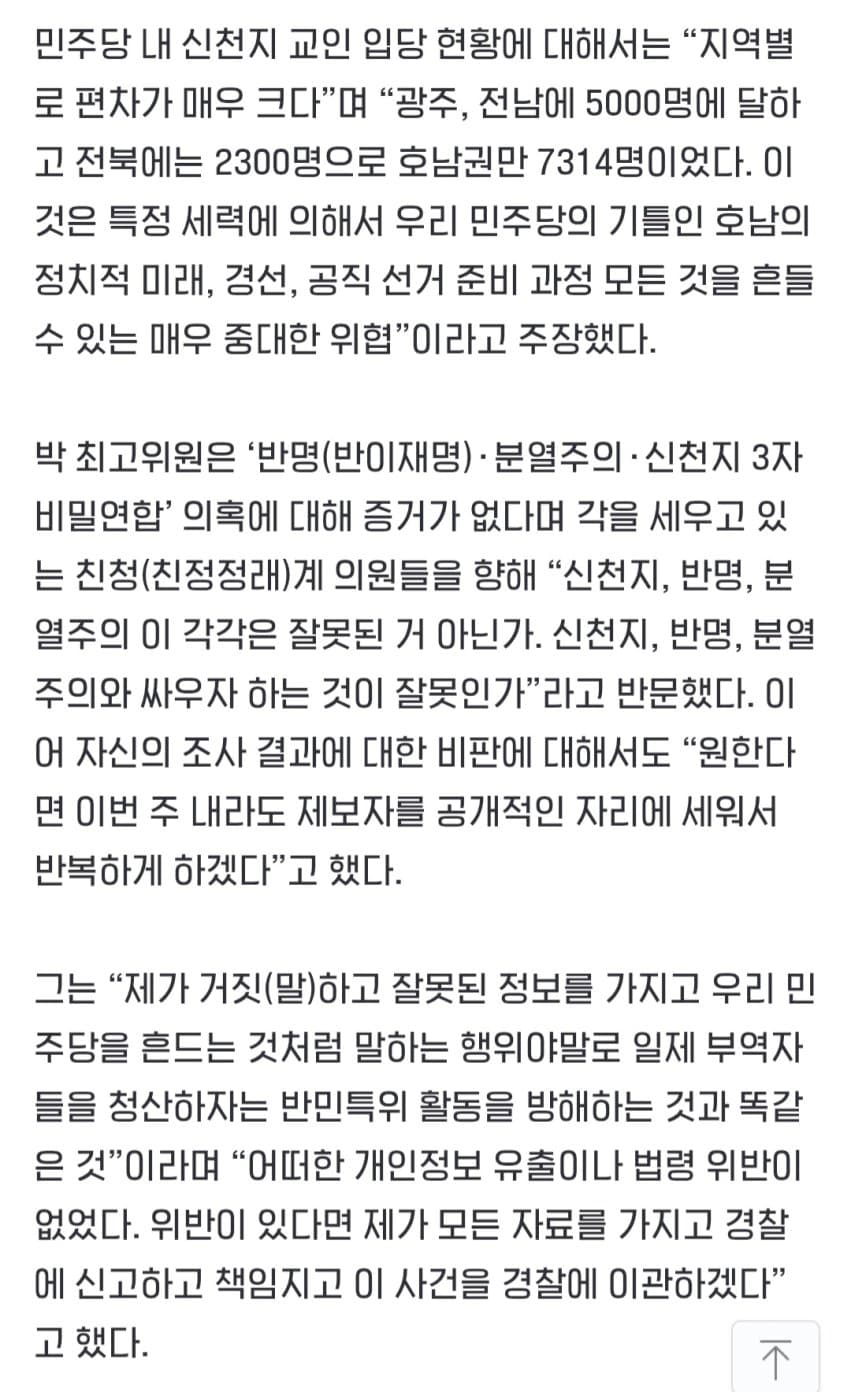 민주당 내 신천지 교인 입당 현황에 대해서는 “지역별
로 편차가 매우 크다”며 “광주, 전남에 5000명에 달하
고 전북에는 2300명으로 호남권만 7314명이었다. 이
것은 특정 세력에 의해서 우리 민주당의 기틀인 호남의
정치적 미래, 경선, 공직 선거 준비 과정 모든 것을 흔들
수 있는 매우 중대한 위협”이라고 주장했다.
박 최고위원은 ‘반명(반이재명)·분열주의·신천지 3자
비밀연합’ 의혹에 대해 증거가 없다며 각을 세우고 있
는 친청(친정정래)계 의원들을 향해 “신천지, 반명, 분
열주의 이 각각은 잘못된 거 아닌가. 신천지, 반명, 분열
주의와 싸우자 하는 것이 잘못인가”라고 반문했다. 이
어 자신의 조사 결과에 대한 비판에 대해서도 “원한다
면 이번 주 내라도 제보자를 공개적인 자리에 세워서
반복하게 하겠다”고 했다.
그는 “제가 거짓(말)하고 잘못된 정보를 가지고 우리 민
주당을 흔드는 것처럼 말하는 행위야말로 일제 부역자
들을 청산하자는 반민특위 활동을 방해하는 것과 똑같
은 것”이라며 “어떠한 개인정보 유출이나 법령 위반이
없었다. 위반이 있다면 제가 모든 자료를 가지고 경찰
에 신고하고 책임지고 이 사건을 경찰에 이관하겠다”
고 했다.